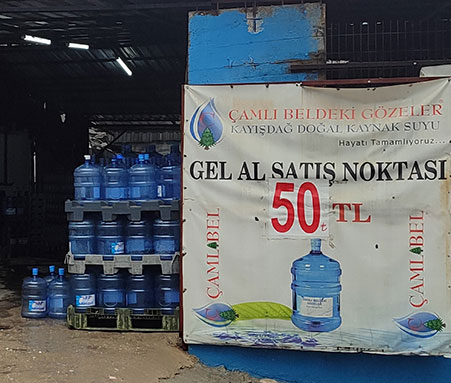 ÇAMLI BELDEKİ GÖZELER
KAYIŞDAĞ DOĞAL KAYNAK SUYU
Hayatı Tamamlıyoruz...
GEL AL SATIŞ NOKTASI
50 ₺ TL
ÇAMLIBEL
ÇAMLIBEL